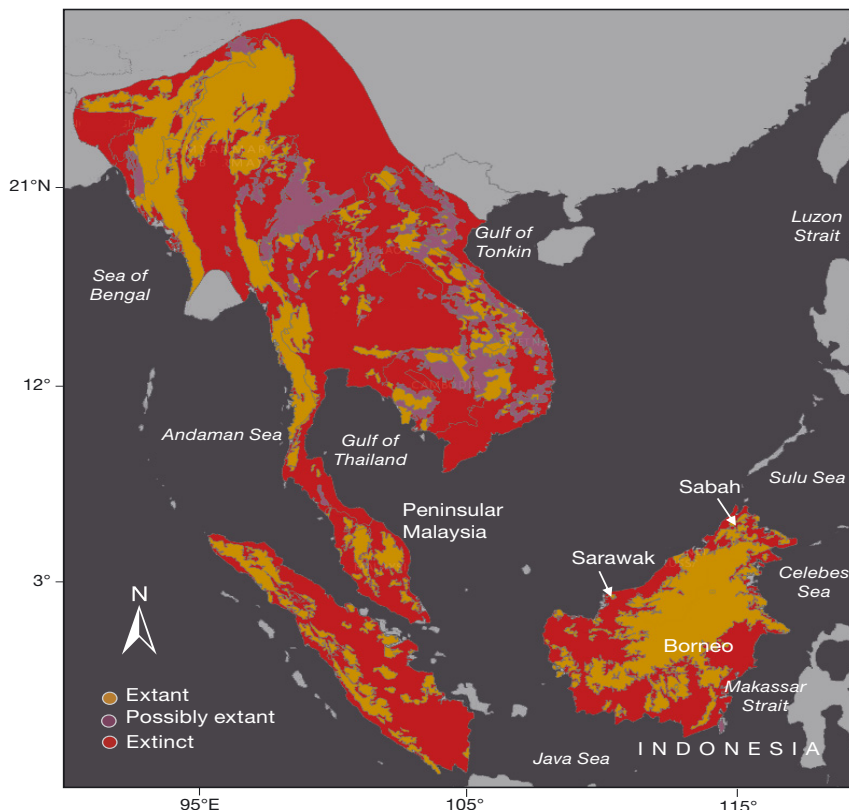 21°N
Luzon
Strait
Gulf of
Tonkin
Sea of
Bengal
12°
Andaman Sea
Gulf of
Thailand
Sulu Sea
Sabah
Peninsular
Malaysia
Sarawak
3°
Celebes
Sea
N
Borneo
Extant
Makassar
Strait
Possibly extant
Extinct
INDONESIA
Java Sea
95°E
105°
115°